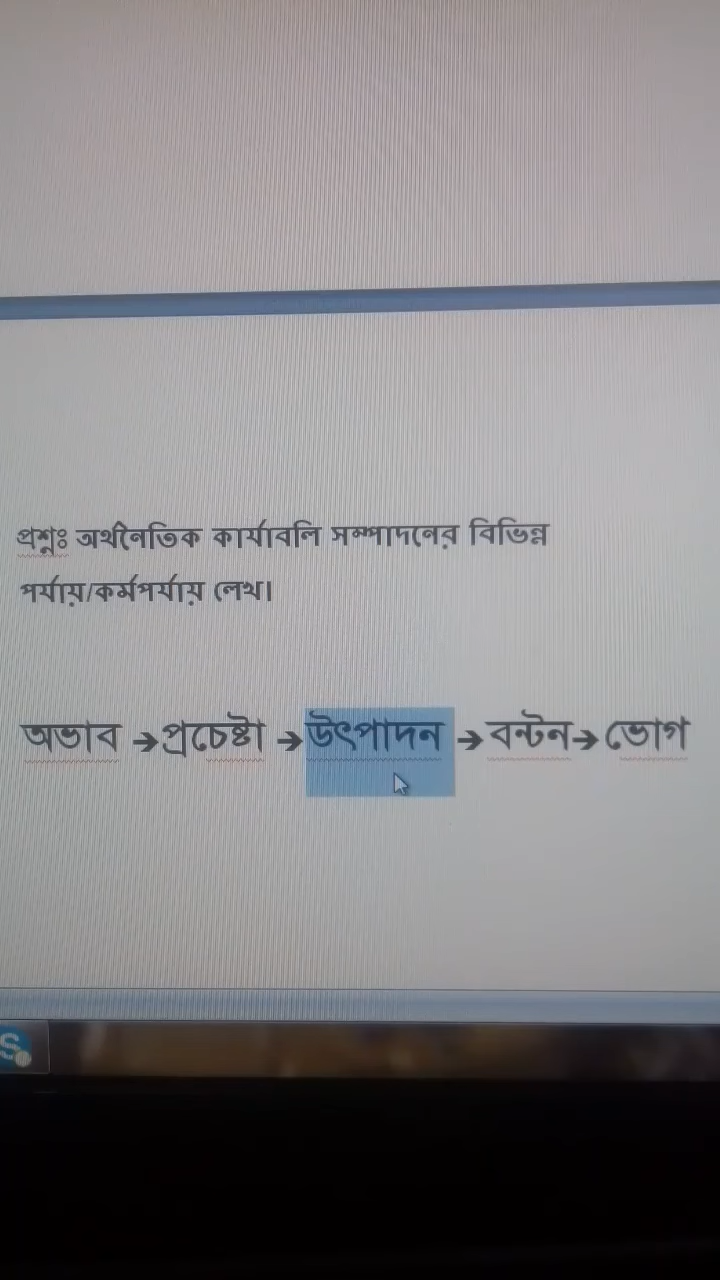 প্রশ্নঃ অর্থনৈতিক কার্যাবলি সম্পাদনের বিভিন্ন
পর্যায়/কর্মপর্যায় লেখ।
অভাব →প্রচেষ্টা →উৎপাদন →বন্টন→ ভোগ